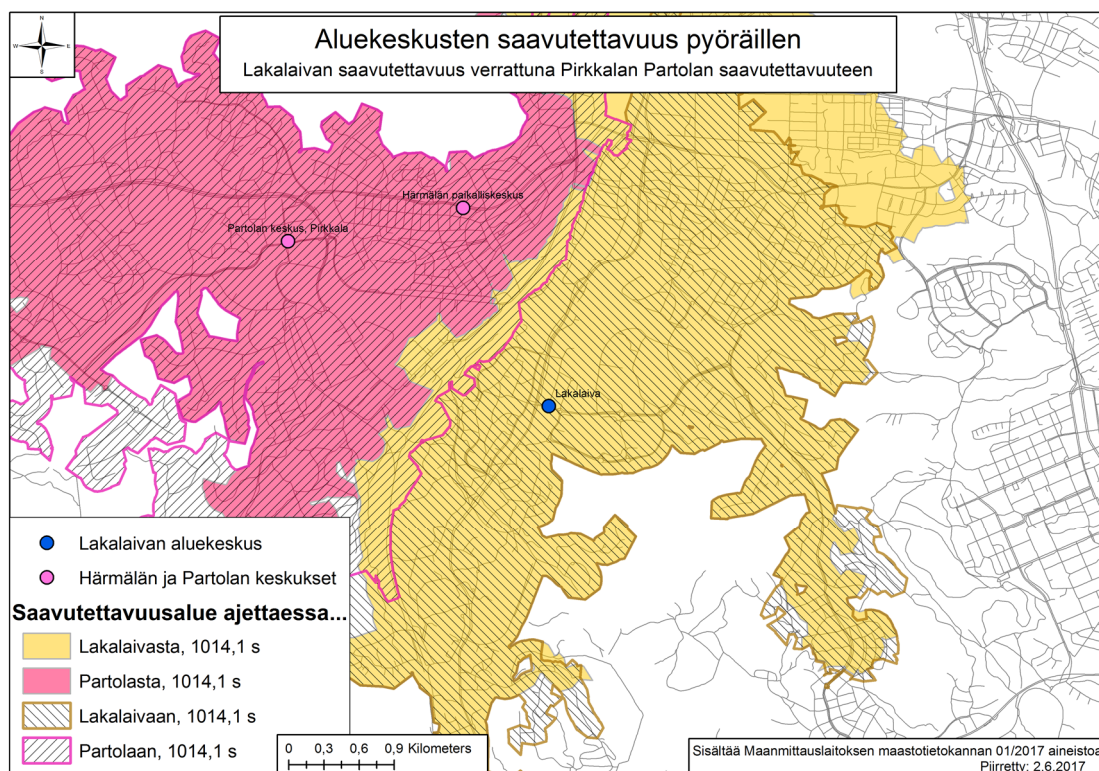 N
W E
S
Aluekeskusten saavutettavuus pyöräillen
Lakalaivan saavutettavuus verrattuna Pirkkalan Partolan saavutettavuuteen
Härmälän paikalliskeskus
Partolan keskus, Pirkkala
Lakalaiva
Lakalaivan aluekeskus
Härmälän ja Partolan keskukset
Saavutettavuusalue ajettaessa...
Lakalaivasta, 1014,1 s
Partolasta, 1014,1 s
Lakalaivaan, 1014,1 s
Partolaan, 1014,1 s
0 0,3 0,6 0,9 Kilometers
Sisältää Maanmittauslaitoksen maastotietokannan 01/2017 aineistoa
Piirretty: 2.6.2017